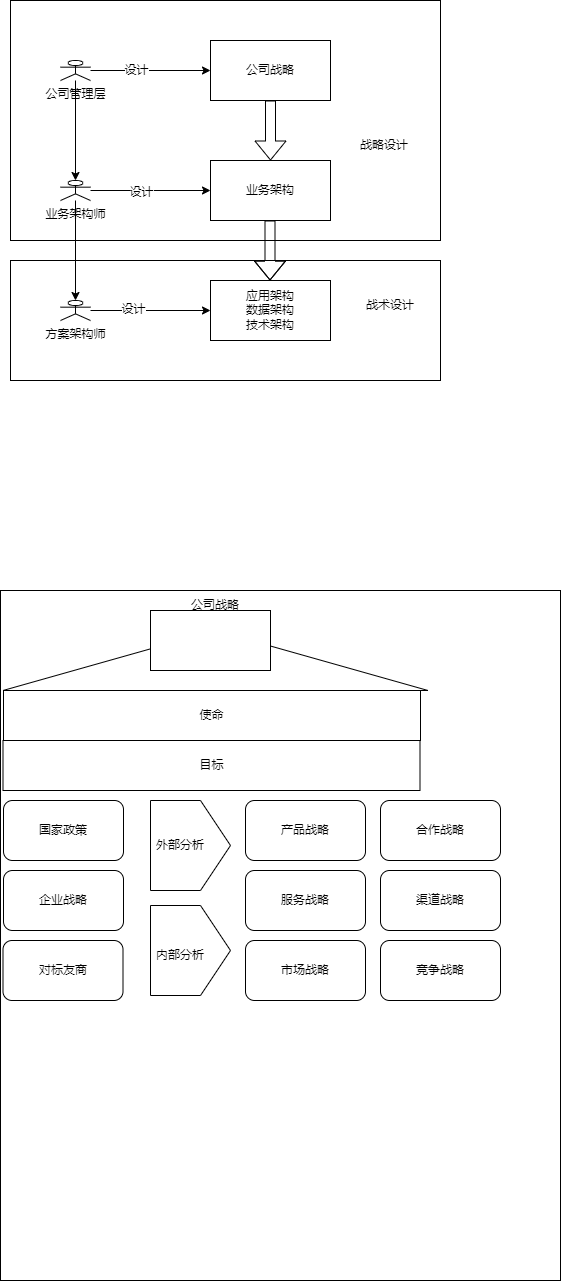 设计
公司战略
公司管理层
战略设计
设计
业务架构
业务架构师
设计
应用架构
数据架构
技术架构
战术设计
方案架构师
公司战略
使命
目标
国家政策
外部分析
产品战略
合作战略
企业战略
服务战略
渠道战略
对标友商
内部分析
市场战略
竞争战略